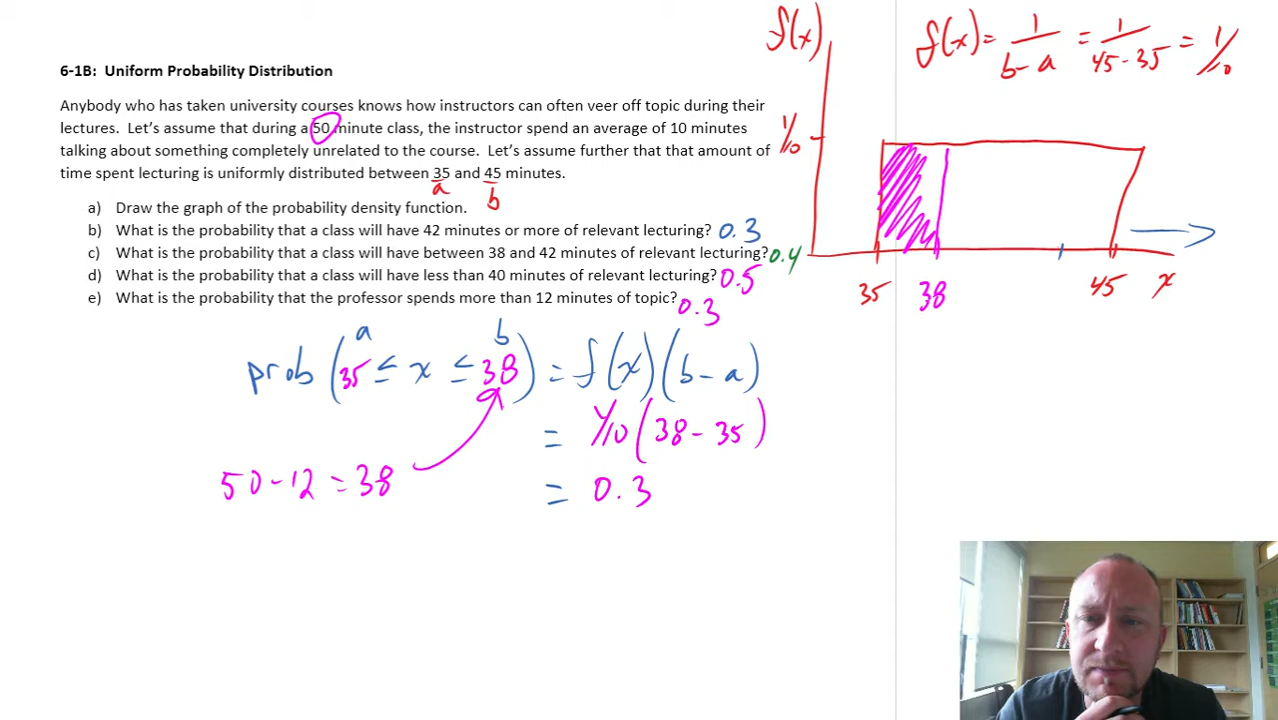 6-1B: Uniform Probability Distribution
Anybody who has taken university courses knows how instructors can often veer off topic during their
lectures. Let's assume that during a 50 minute class, the instructor spend an average of 10 minutes
talking about something completely unrelated to the course. Let's assume further that that amount of
time spent lecturing is uniformly distributed between 35 and 45 minutes.
a b
a) Draw the graph of the probability density function.
b) What is the probability that a class will have 42 minutes or more of relevant lecturing? 0.3
c) What is the probability that a class will have between 38 and 42 minutes of relevant lecturing? 0.4
d) What is the probability that a class will have less than 40 minutes of relevant lecturing? 0.5
e) What is the probability that the professor spends more than 12 minutes of topic? 0.3
a b
prob (35 ≤ x ≤ 38) = f(x)(b-a)
= 1/10 (38-35)
50-12=38
= 0.3
f(x)
f(x) = 1/(b-a) = 1/(45-35) = 1/10
1/10
35 38 45 x